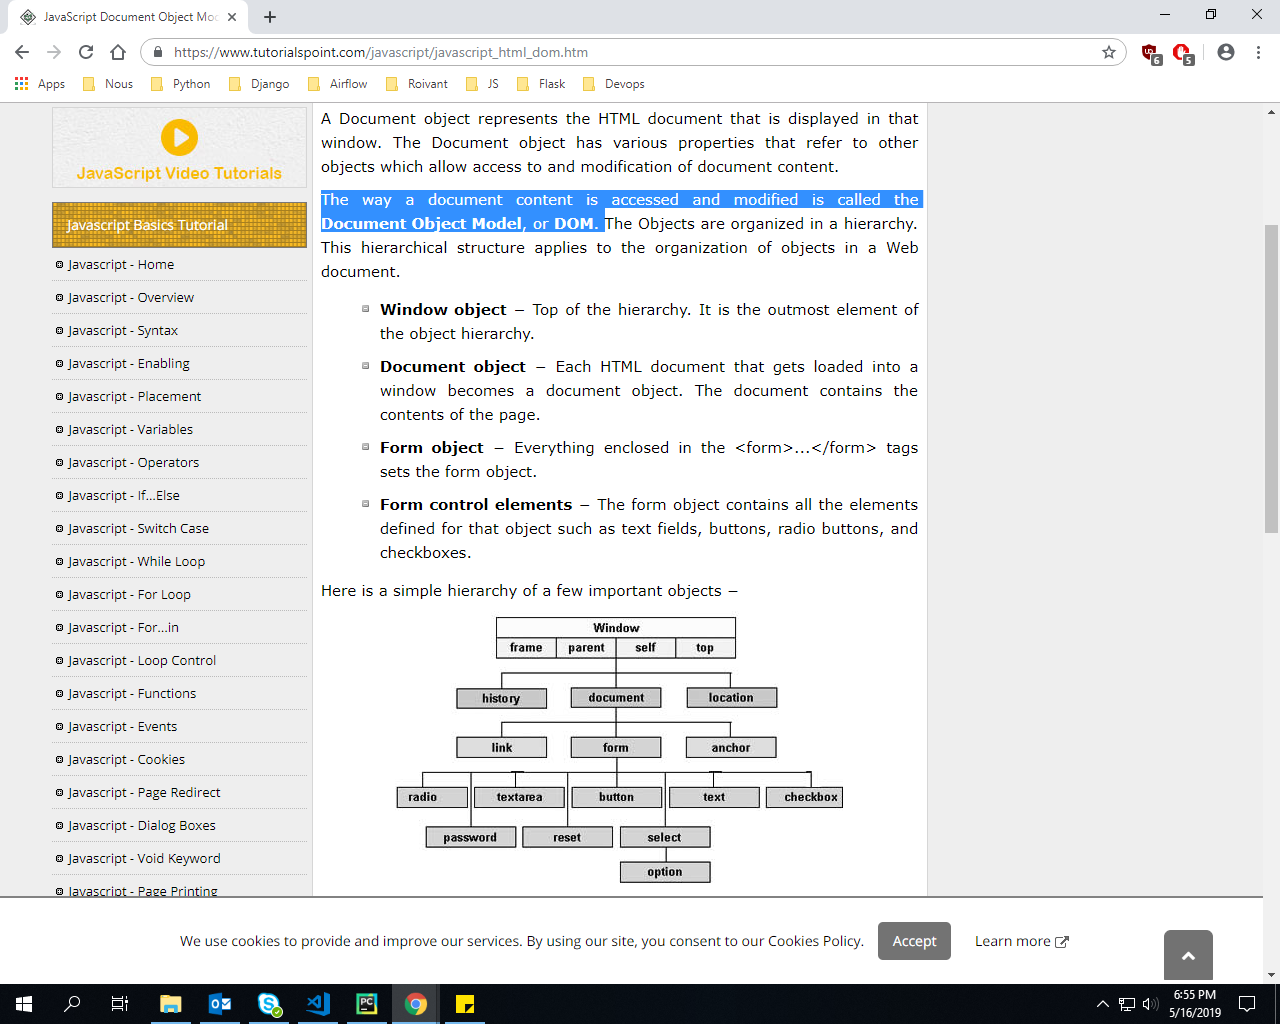 JavaScript Document Object Moc
https://www.tutorialspoint.com/javascript/javascript_html_dom.htm
6
5
Apps
Nous
Python
Django
Airflow
Roivant
JS
Flask
Devops
JavaScript Video Tutorials
Javascript Basics Tutorial
Javascript - Home
Javascript - Overview
Javascript - Syntax
Javascript - Enabling
Javascript - Placement
Javascript - Variables
Javascript - Operators
Javascript - If...Else
Javascript - Switch Case
Javascript - While Loop
Javascript - For Loop
Javascript - For...in
Javascript - Loop Control
Javascript - Functions
Javascript - Events
Javascript - Cookies
Javascript - Page Redirect
Javascript - Dialog Boxes
Javascript - Void Keyword
Javascript - Page Printing
A Document object represents the HTML document that is displayed in that
window. The Document object has various properties that refer to other
objects which allow access to and modification of document content.
The way a document content is accessed and modified is called the
Document Object Model, or DOM. The Objects are organized in a hierarchy.
This hierarchical structure applies to the organization of objects in a Web
document.
Window object − Top of the hierarchy. It is the outmost element of
the object hierarchy.
Document object − Each HTML document that gets loaded into a
window becomes a document object. The document contains the
contents of the page.
Form object − Everything enclosed in the <form>...</form> tags
sets the form object.
Form control elements − The form object contains all the elements
defined for that object such as text fields, buttons, radio buttons, and
checkboxes.
Here is a simple hierarchy of a few important objects −
Window
frame parent self top
history document location
link form anchor
radio textarea button text checkbox
password reset select
option
We use cookies to provide and improve our services. By using our site, you consent to our Cookies Policy.
Accept
Learn more
PC
6:55 PM
5/16/2019